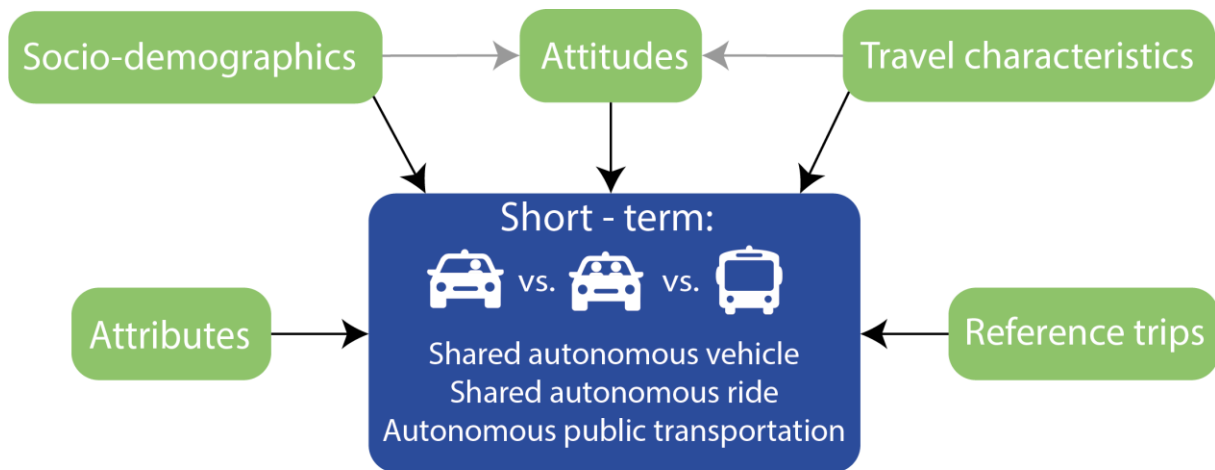 Socio-demographics
Attitudes
Travel characteristics
Short - term:
vs.
vs.
Attributes
Reference trips
Shared autonomous vehicle
Shared autonomous ride
Autonomous public transportation